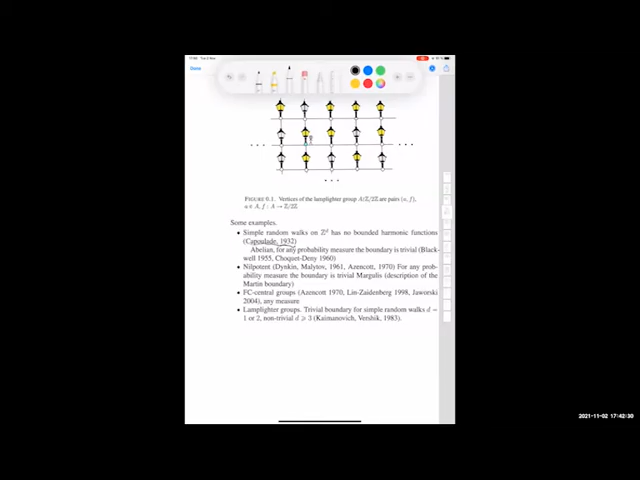 Done
FIGURE 0.1. Vertices of the lamplighter group A≀Z/2Z are pairs (a, f),
a ∈ A, f : A → Z/2Z
Some examples.
• Simple random walks on Z^d has no bounded harmonic functions
(Capoulade, 1932)
Abelian, for any probability measure the boundary is trivial (Black-
well 1955, Choquet-Deny 1960)
• Nilpotent (Dynkin, Malytov, 1961, Azencott, 1970) For any prob-
ability measure the boundary is trivial Margulis (description of the
Martin boundary)
• FC-central groups (Azencott 1970, Lin-Zaidenberg 1998, Jaworski
2004), any measure
• Lamplighter groups. Trivial boundary for simple random walks d =
1 or 2, non-trivial d ⩾ 3 (Kaimanovich, Vershik, 1983).
2021-11-02 17:42:30